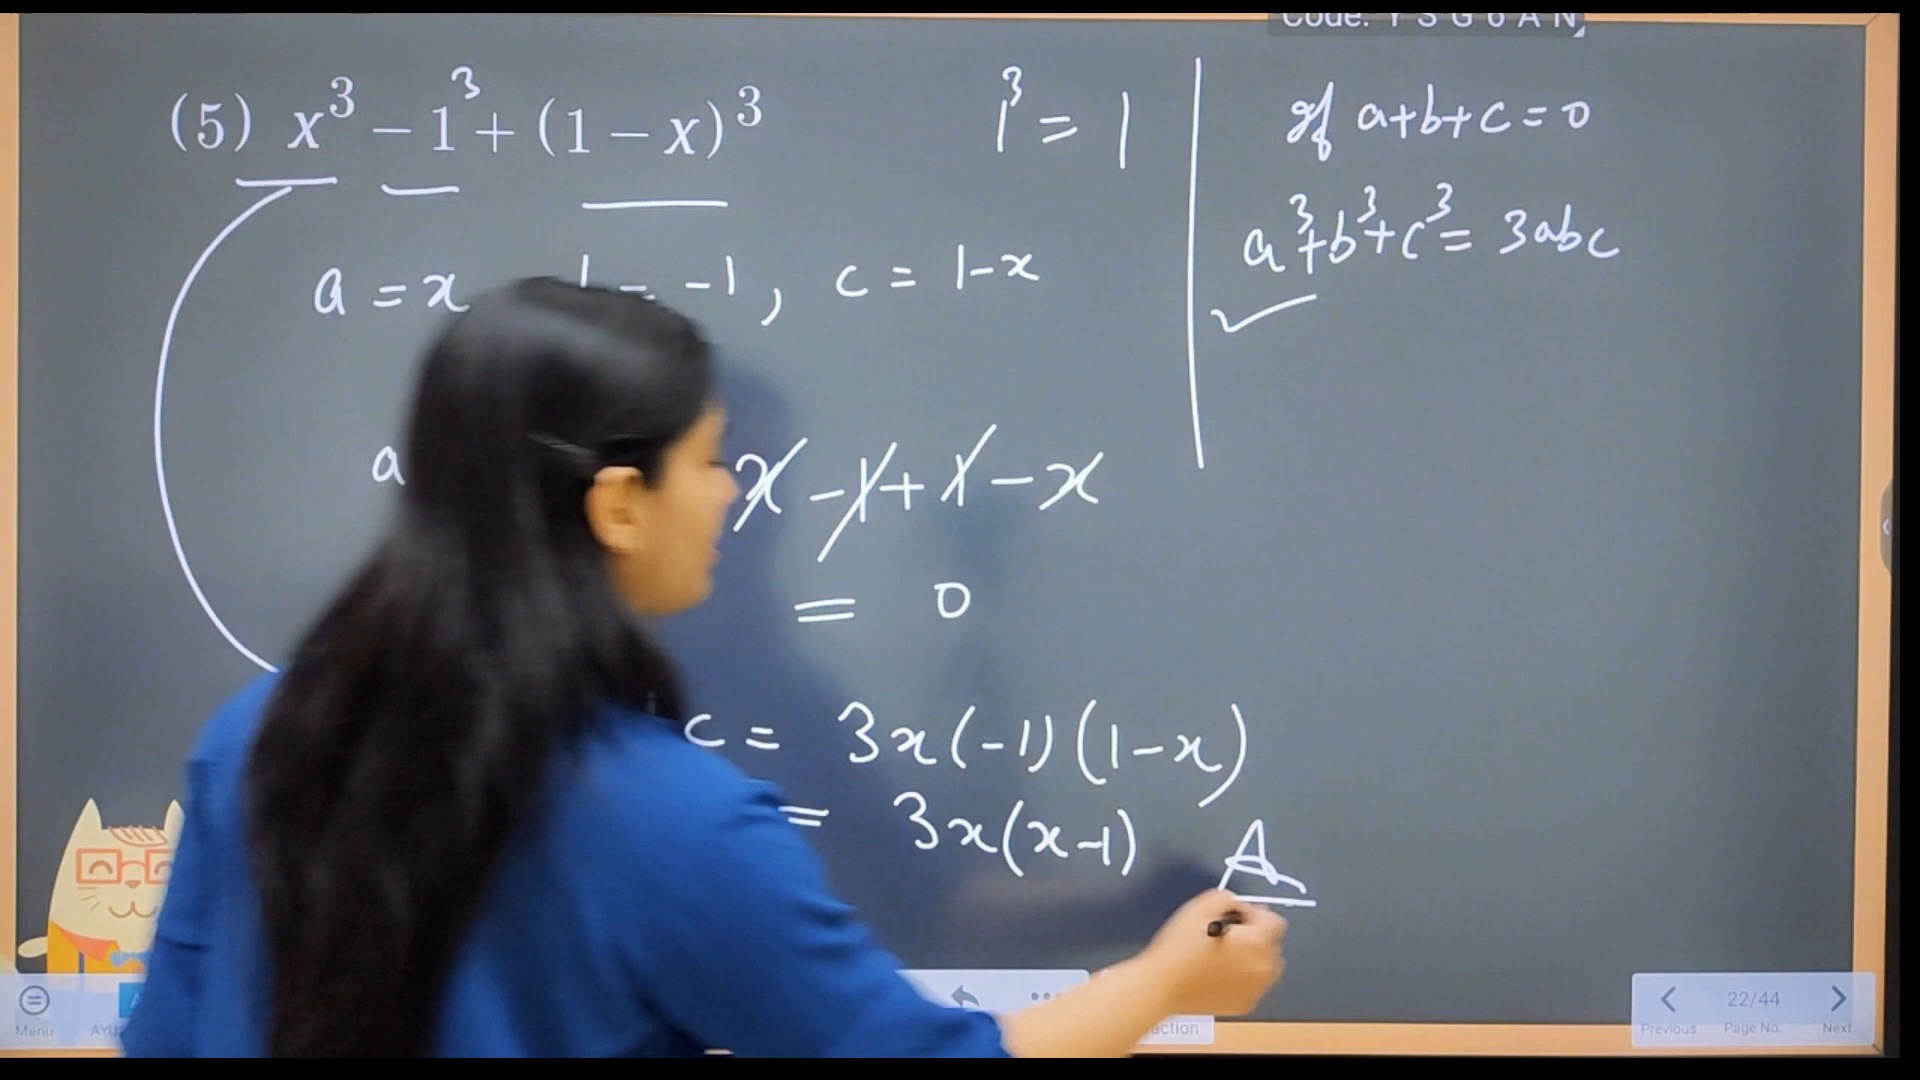 Code: Y S G 6 A N
(5) x³ − 1³ + (1 − x)³
1³ = 1
If a+b+c=0
a³+b³+c³= 3abc
a = x = -1, c = 1-x
a x - 1 + 1 - x
= 0
c = 3x(-1)(1-x)
= 3x(x-1) A
Menu
Previous
22/44
Page No.
Next